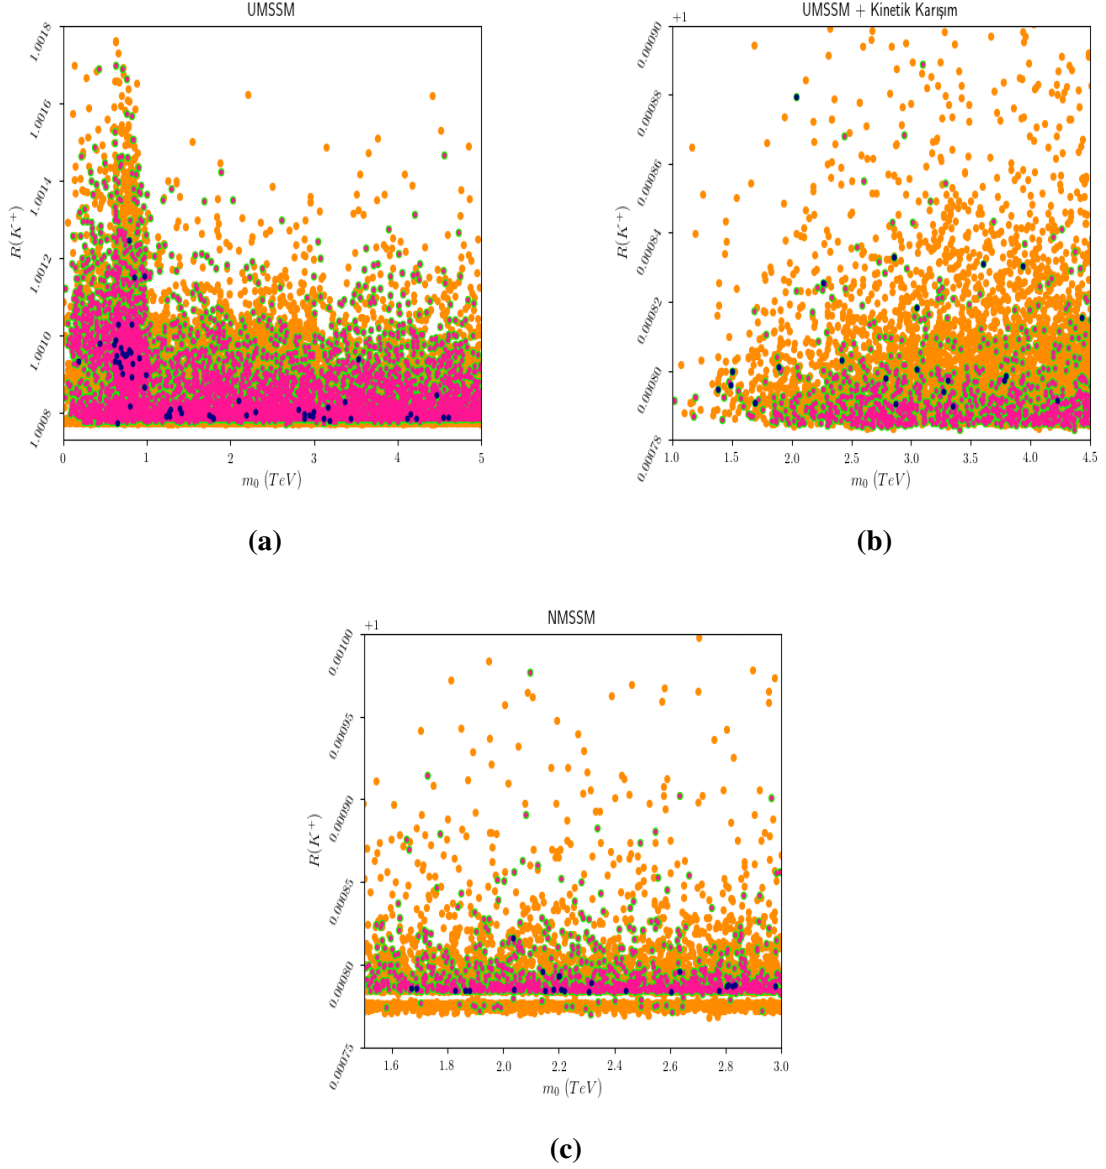 UMSSM
1.0018
1.0016
1.0014
1.0012
1.0010
1.0008
R(K⁺)
0 1 2 3 4 5
m₀ (TeV)
(a)
UMSSM + Kinetik Karışım
+1
0.00090
0.00088
0.00086
0.00084
0.00082
0.00080
0.00078
R(K⁺)
1.0 1.5 2.0 2.5 3.0 3.5 4.0 4.5
m₀ (TeV)
(b)
NMSSM
+1
0.00100
0.00095
0.00090
0.00085
0.00080
0.00075
R(K⁺)
1.6 1.8 2.0 2.2 2.4 2.6 2.8 3.0
m₀ (TeV)
(c)